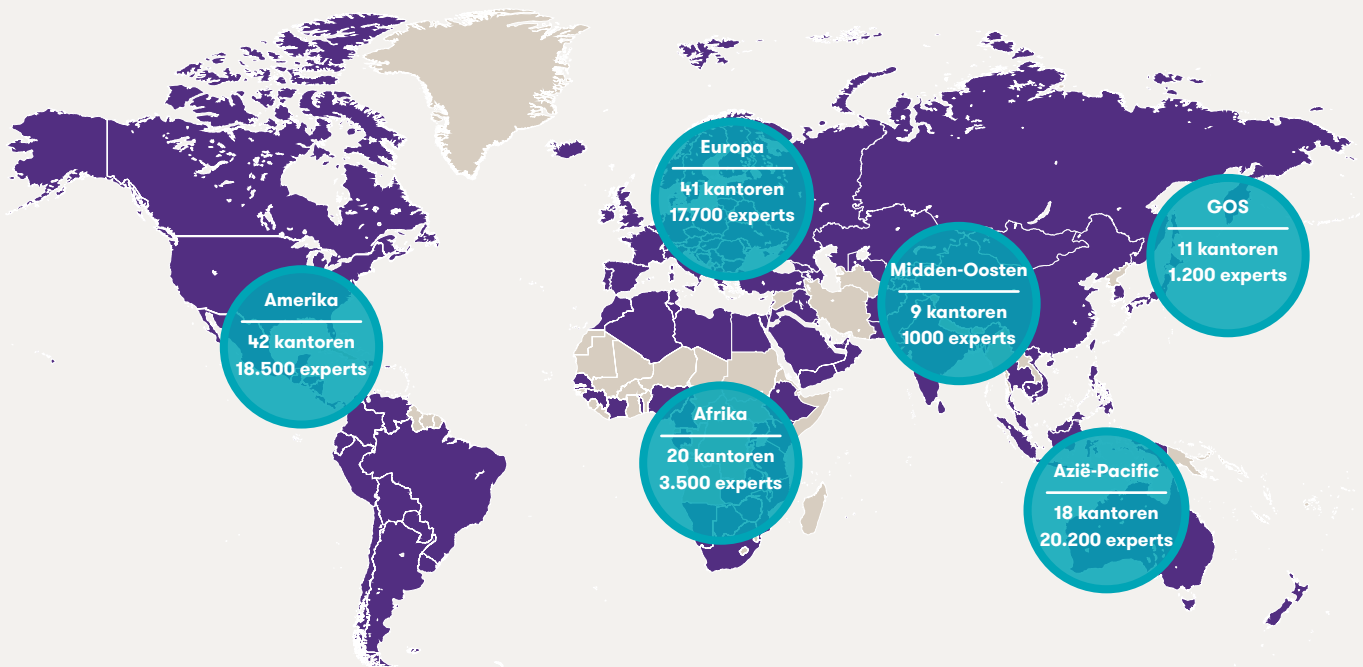 Europa
41 kantoren
17.700 experts
GOS
11 kantoren
1.200 experts
Midden-Oosten
9 kantoren
1000 experts
Amerika
42 kantoren
18.500 experts
Afrika
20 kantoren
3.500 experts
Azië-Pacific
18 kantoren
20.200 experts